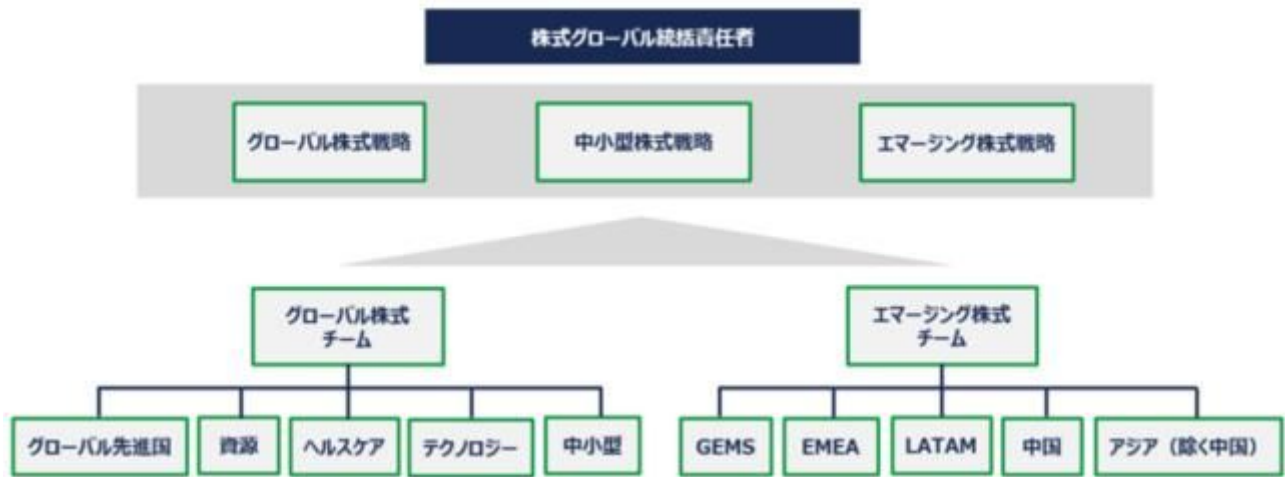 株式グローバル統括責任者
グローバル株式戦略
中小型株式戦略
エマージング株式戦略
グローバル株式
チーム
エマージング株式
チーム
グローバル先進国
資源
ヘルスケア
テクノロジー
中小型
GEMS
EMEA
LATAM
中国
アジア（除く中国）